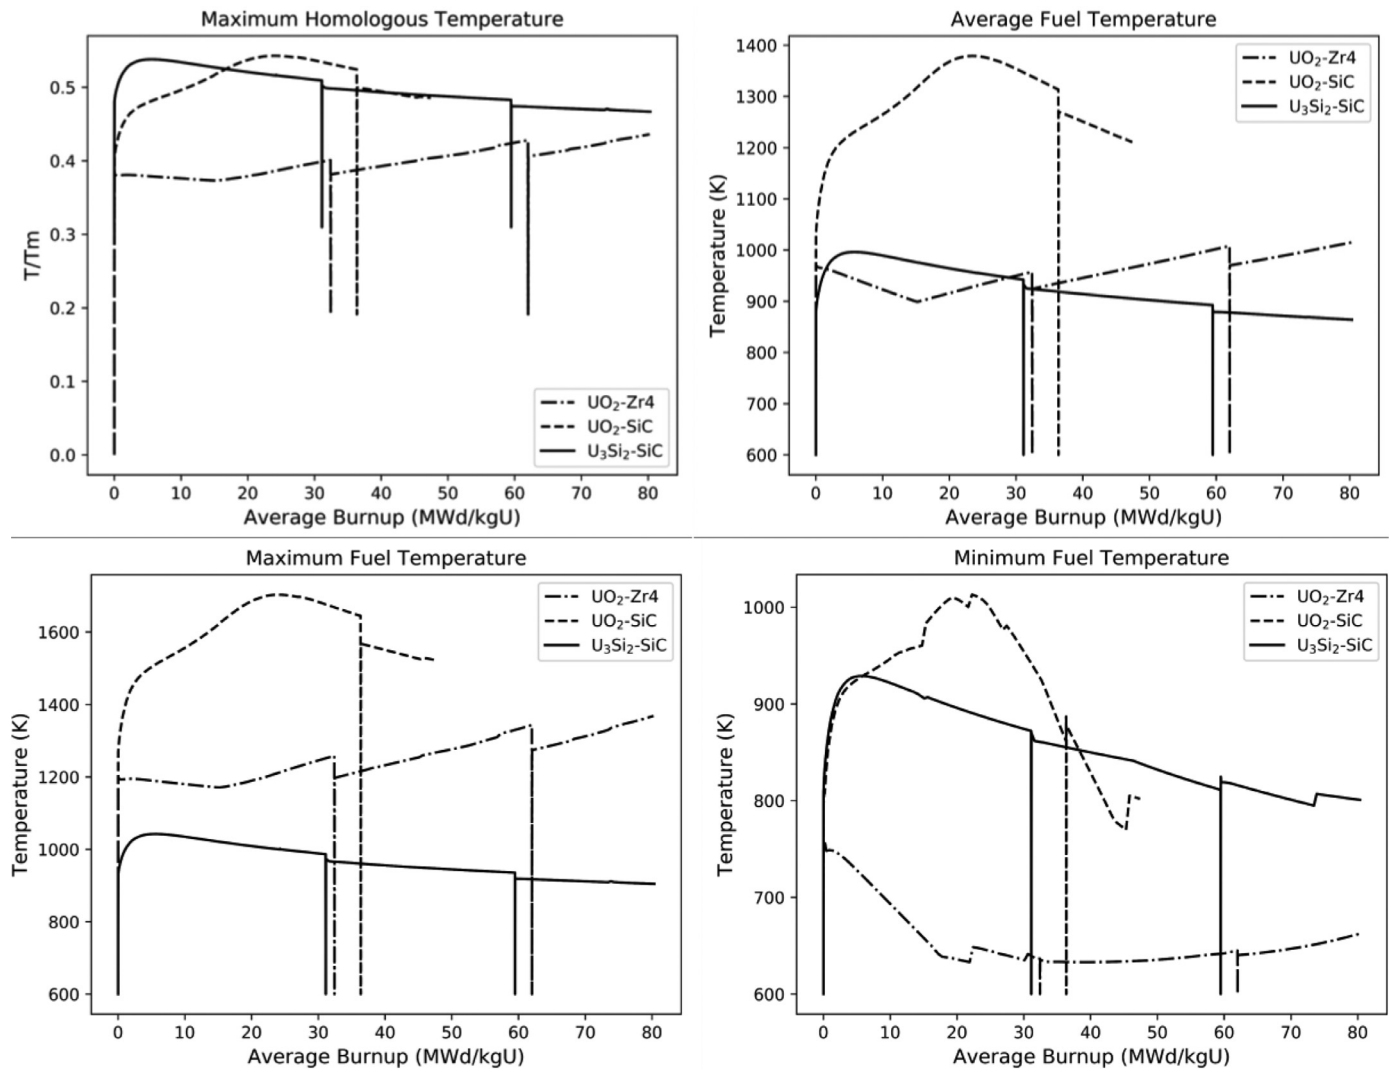 Maximum Homologous Temperature
0.5
0.4
0.3
0.2
0.1
0.0
T/Tm
UO2-Zr4
UO2-SiC
U3Si2-SiC
0 10 20 30 40 50 60 70 80
Average Burnup (MWd/kgU)
Average Fuel Temperature
1400
1300
1200
1100
1000
900
800
700
600
Temperature (K)
UO2-Zr4
UO2-SiC
U3Si2-SiC
0 10 20 30 40 50 60 70 80
Average Burnup (MWd/kgU)
Maximum Fuel Temperature
1600
1400
1200
1000
800
600
Temperature (K)
UO2-Zr4
UO2-SiC
U3Si2-SiC
0 10 20 30 40 50 60 70 80
Average Burnup (MWd/kgU)
Minimum Fuel Temperature
1000
900
800
700
600
Temperature (K)
UO2-Zr4
UO2-SiC
U3Si2-SiC
0 10 20 30 40 50 60 70 80
Average Burnup (MWd/kgU)